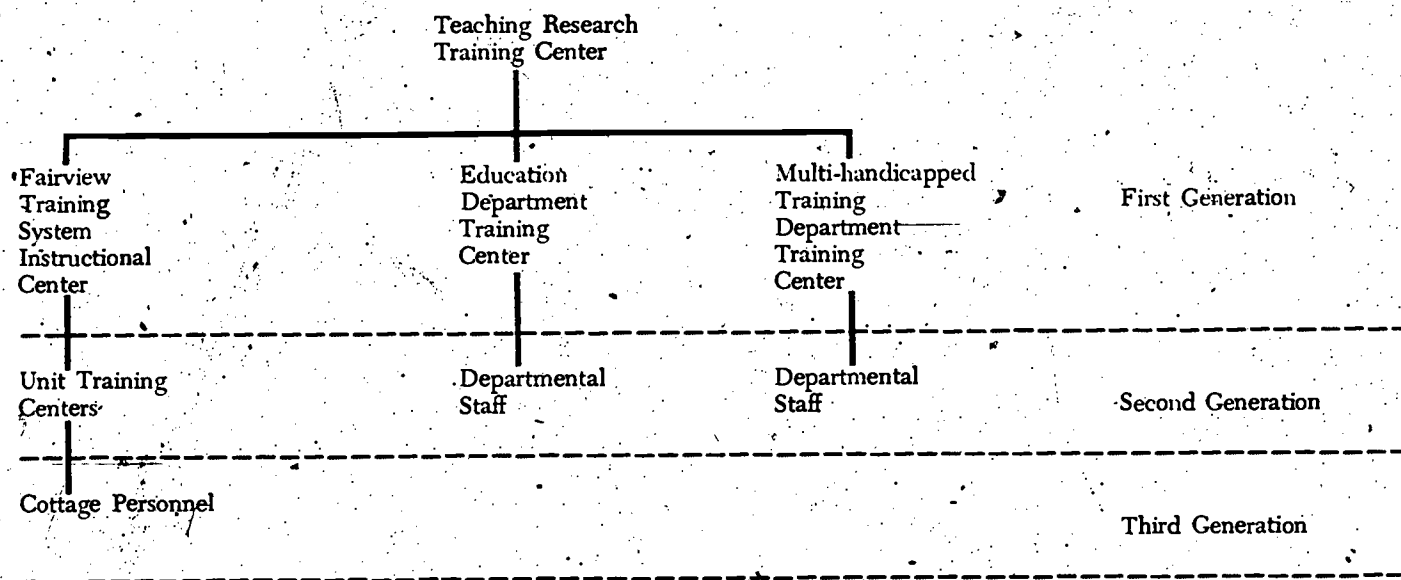 Teaching Research
Training Center
Fairview
Training
System
Instructional
Center
Education
Department
Training
Center
Multi-handicapped
Training
Department
Training
Center
First Generation
Unit Training
Centers
Departmental
Staff
Departmental
Staff
Second Generation
Cottage Personnel
Third Generation